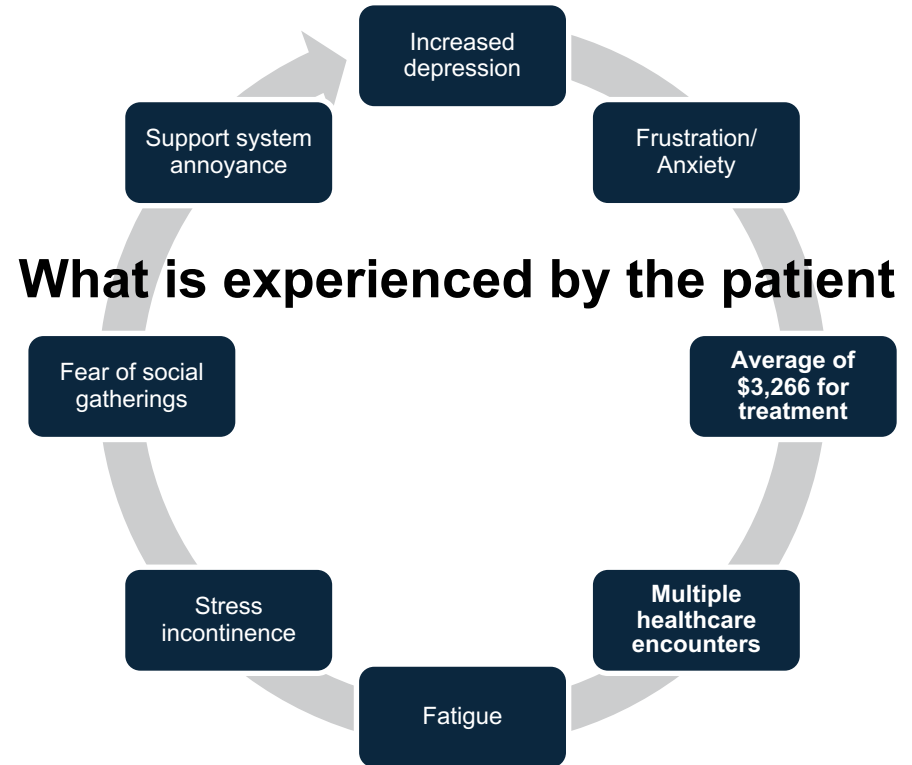 Increased
depression
Frustration/
Anxiety
Support system
annoyance
What is experienced by the patient
Average of
$3,266 for
treatment
Fear of social
gatherings
Multiple
healthcare
encounters
Stress
incontinence
Fatigue